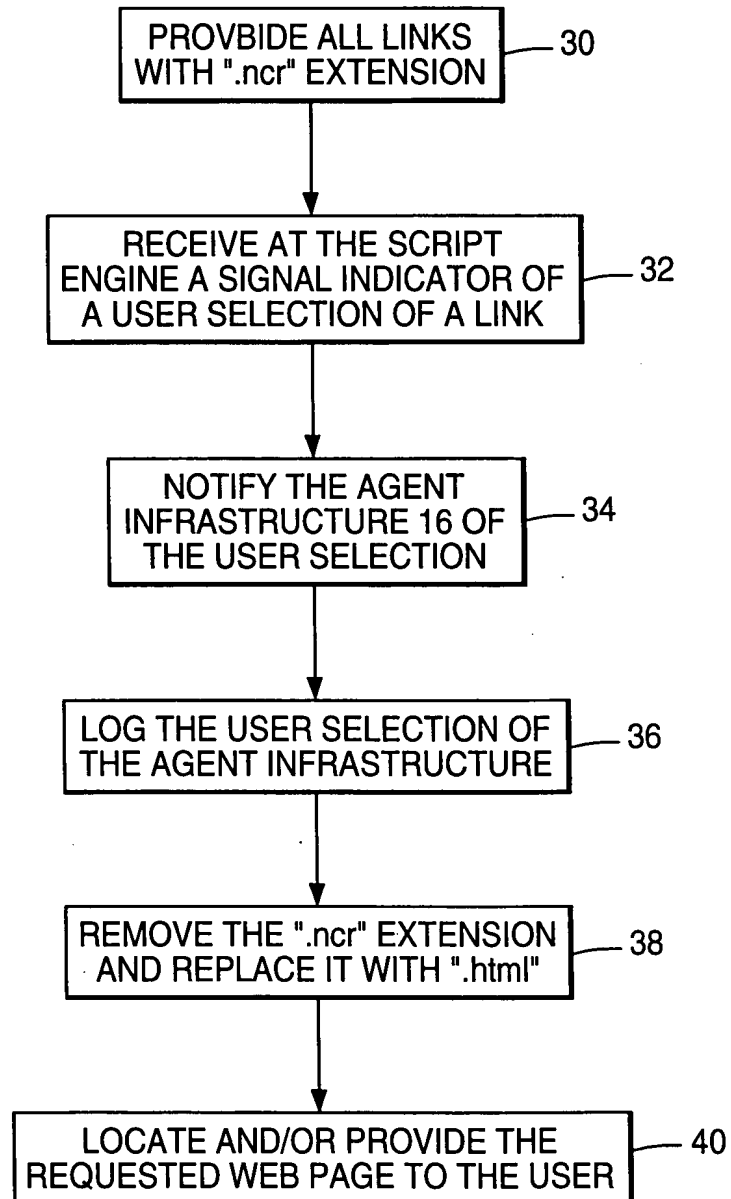 PROVBIDE ALL LINKS
WITH ".ncr" EXTENSION
30
RECEIVE AT THE SCRIPT
ENGINE A SIGNAL INDICATOR OF
A USER SELECTION OF A LINK
32
NOTIFY THE AGENT
INFRASTRUCTURE 16 OF
THE USER SELECTION
34
LOG THE USER SELECTION OF
THE AGENT INFRASTRUCTURE
36
REMOVE THE ".ncr" EXTENSION
AND REPLACE IT WITH ".html"
38
LOCATE AND/OR PROVIDE THE
REQUESTED WEB PAGE TO THE USER
40